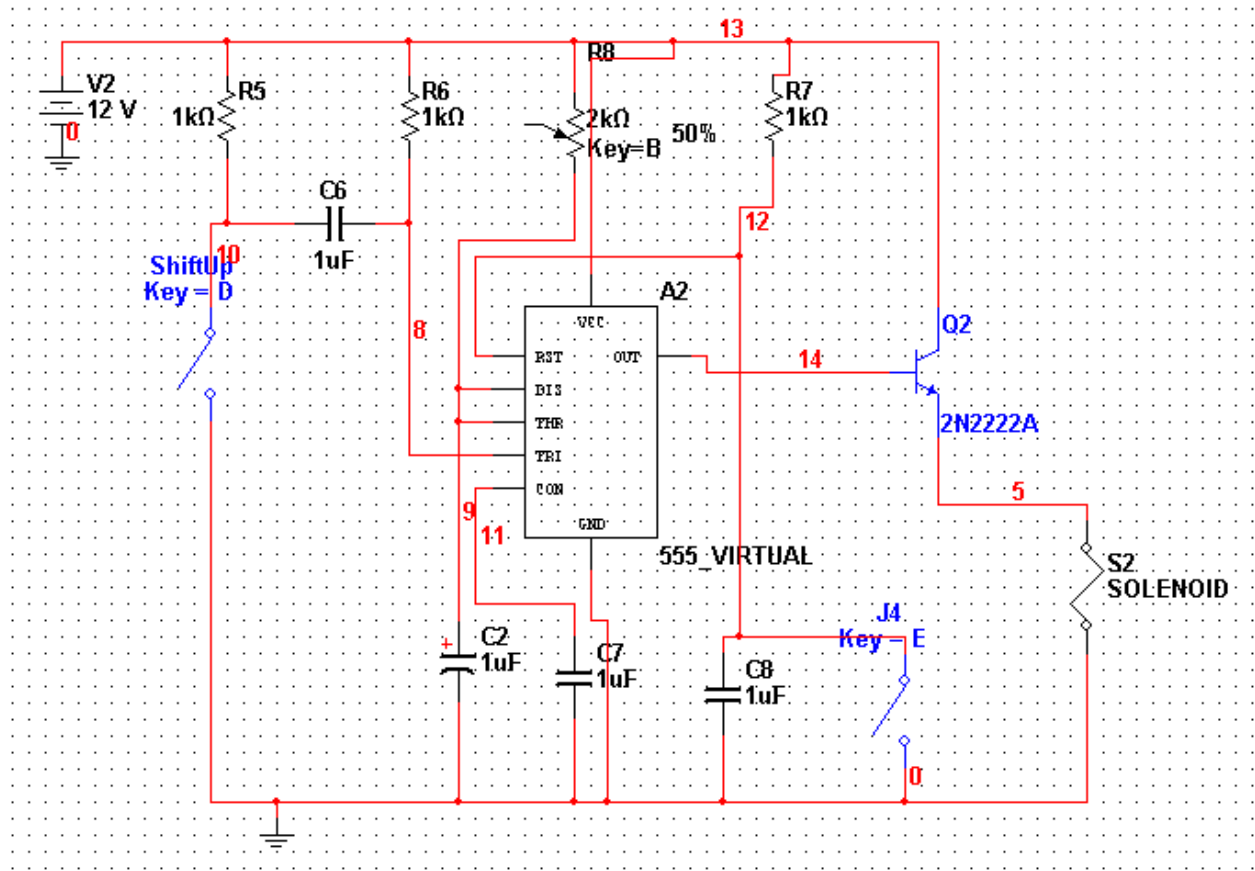 13
R8
V2
12 V
0
R5
1kΩ
R6
1kΩ
2kΩ
Key=B
50%
R7
1kΩ
C6
1uF
12
10
ShiftUp
Key = D
8
A2
VCC
RST
OUT
DIS
THR
TRI
CON
GND
14
Q2
2N2222A
5
9
11
555_VIRTUAL
S2
SOLENOID
J4
Key = E
C2
+
1uF
C7
1uF
C8
1uF
0